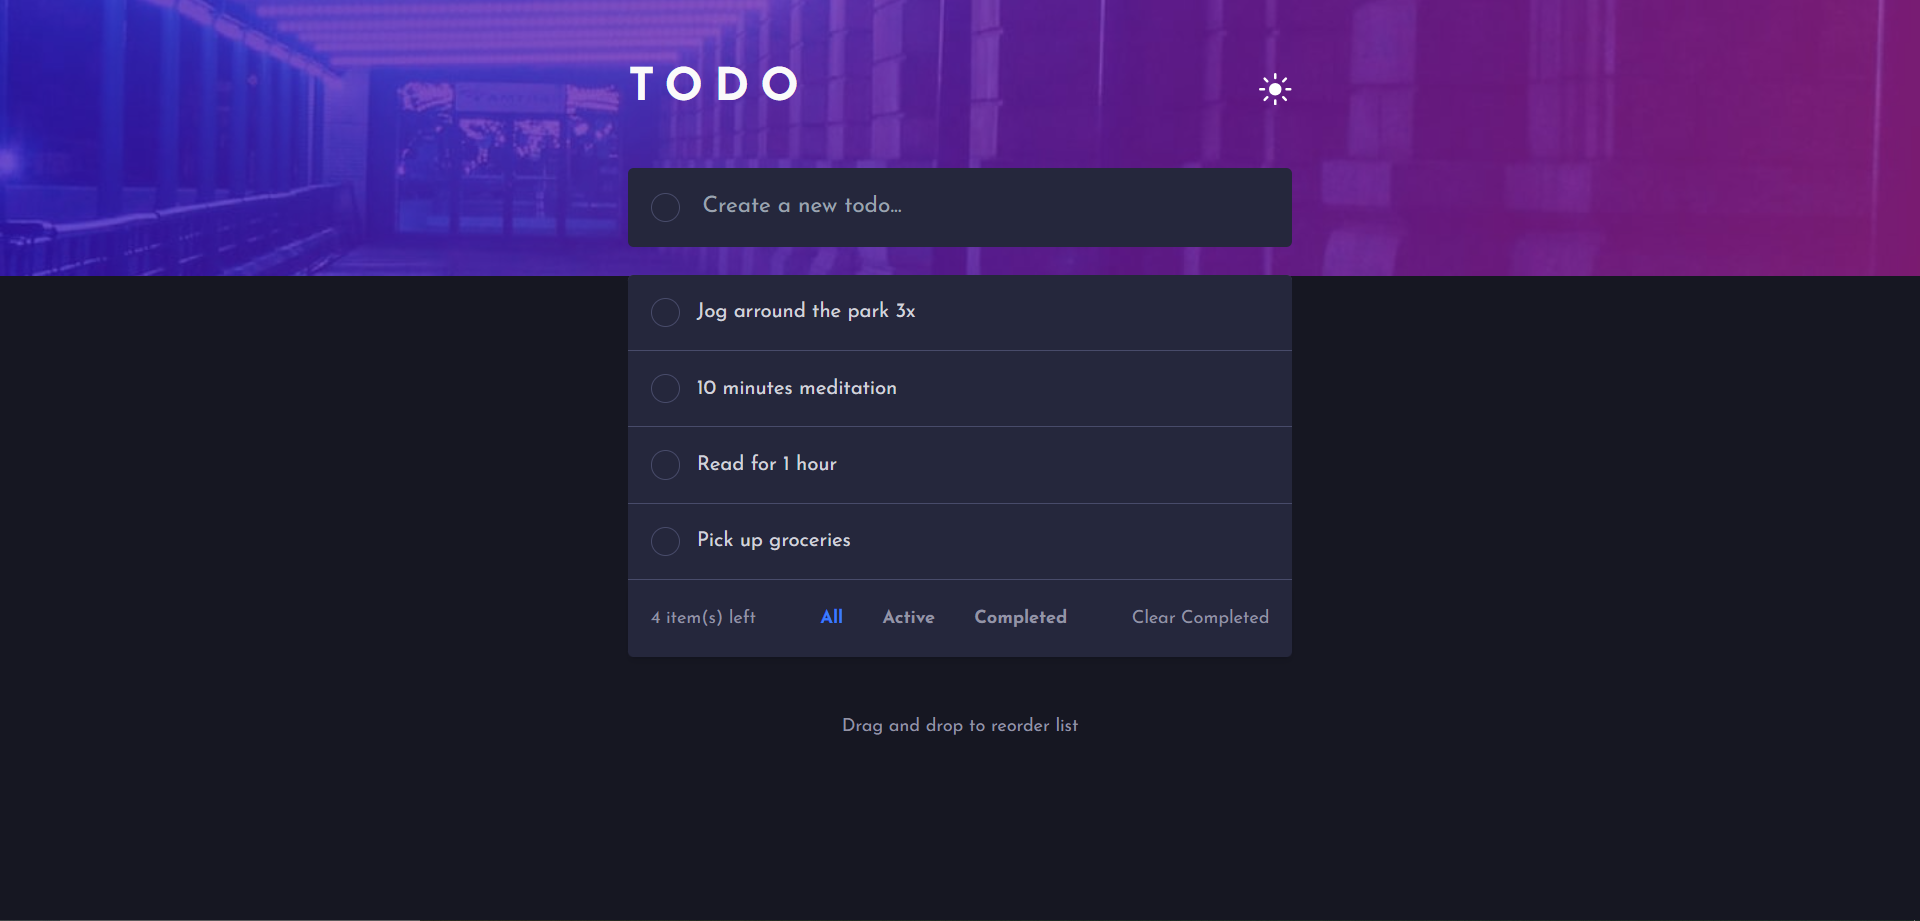 TODO
Create a new todo...
Jog arround the park 3x
10 minutes meditation
Read for 1 hour
Pick up groceries
4 item(s) left All Active Completed Clear Completed
Drag and drop to reorder list